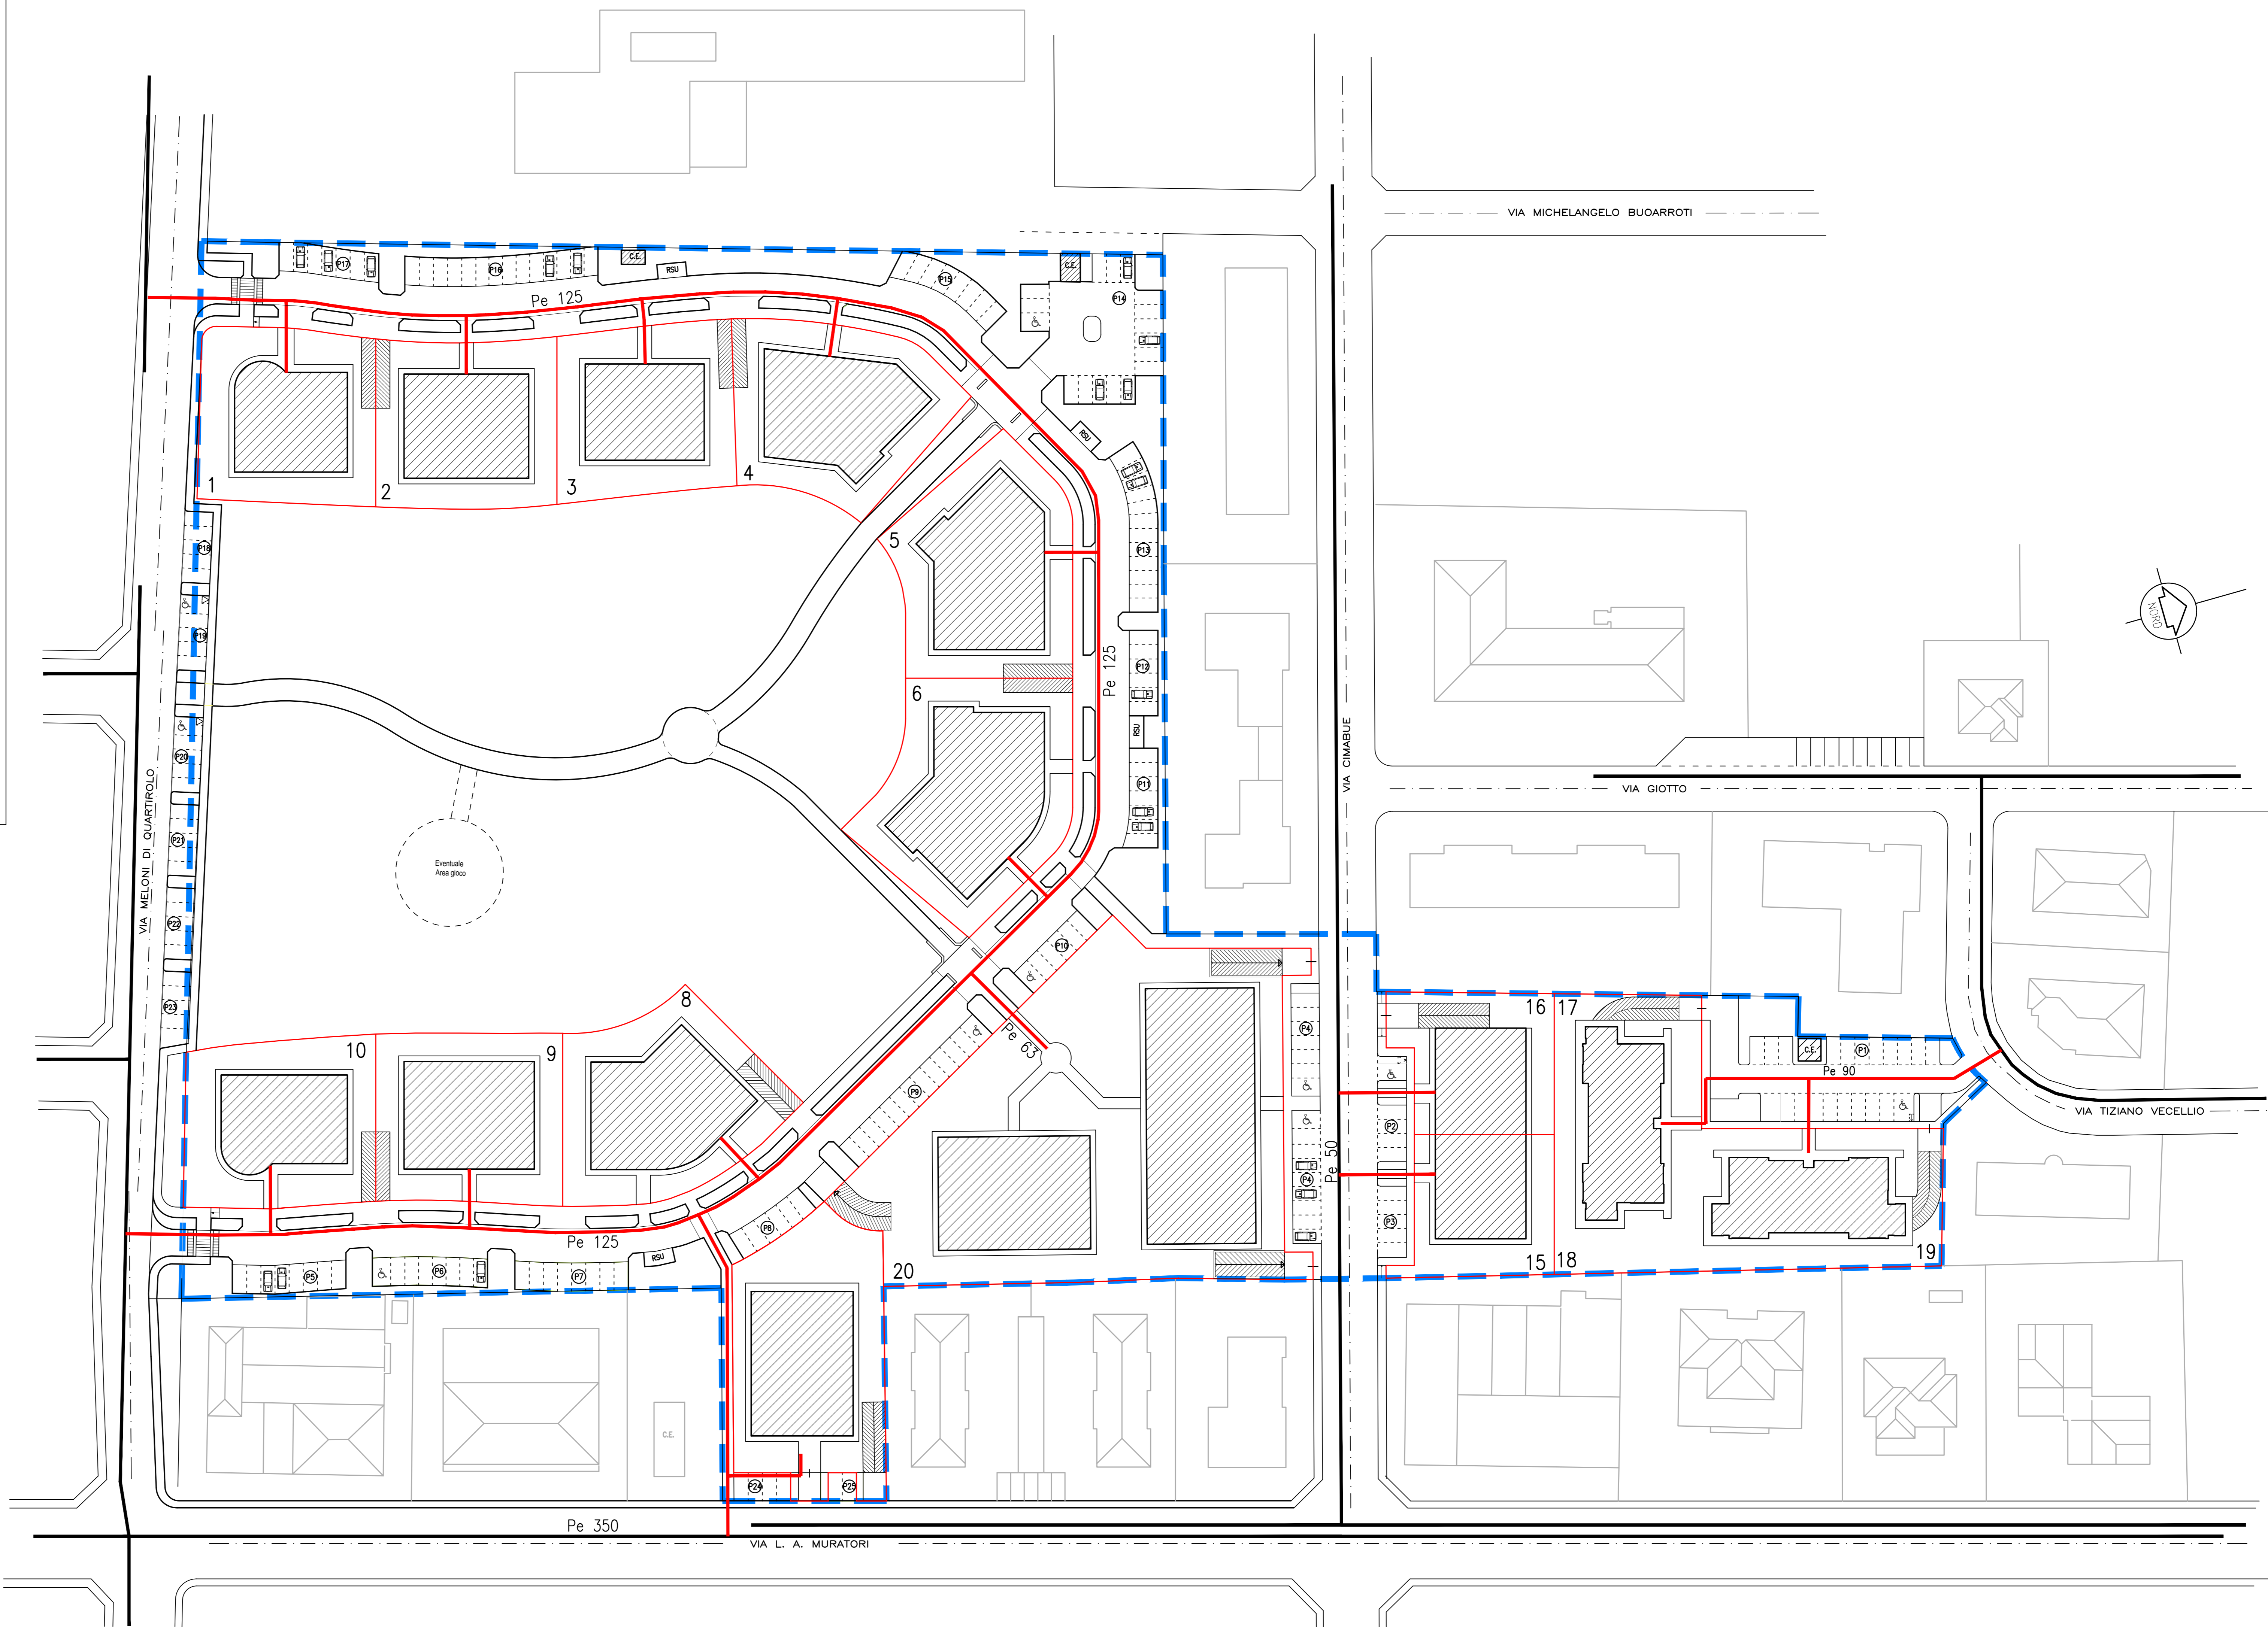 VIA MICHELANGELO BUOARROTI
C.E.
P17
P16
RSU
P15
C.E.
P14
Pe 125
RSU
1
2
3
4
5
P18
P13
NORD
P19
P12
Pe 125
6
RSU
VIA CIMABUE
P20
P11
VIA GIOTTO
VIA MELONI DI QUARTIROLO
P21
Eventuale
Area gioco
P22
P10
P23
8
16
17
P4
Pe 63
10
9
C.E.
P1
Pe 90
P9
VIA TIZIANO VECELLIO
P2
Pe 50
P4
P3
P8
Pe 125
RSU
15
18
19
20
P5
P6
P7
C.E.
P24
P25
Pe 350
VIA L. A. MURATORI